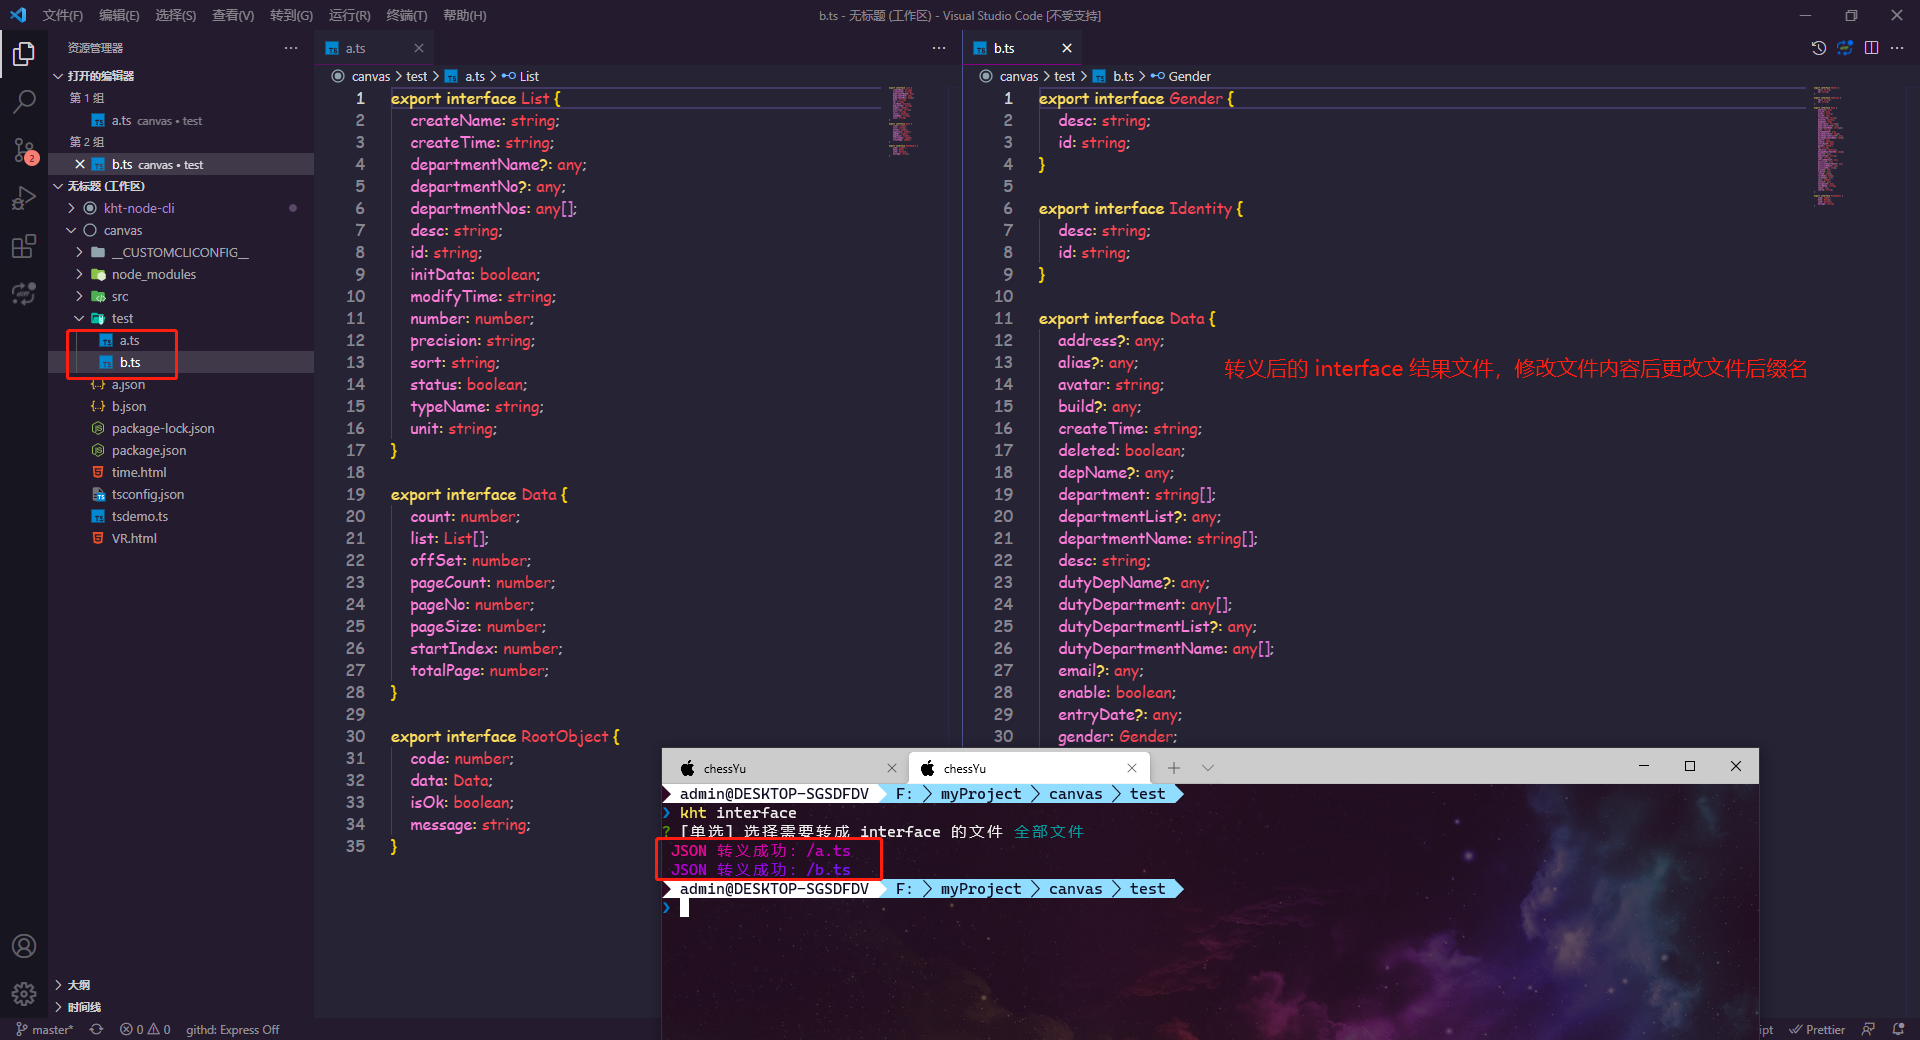 文件(F) 编辑(E) 选择(S) 查看(V) 转到(G) 运行(R) 终端(T) 帮助(H)
b.ts - 无标题 (工作区) - Visual Studio Code [不受支持]
资源管理器
打开的编辑器
第 1 组
a.ts canvas • test
第 2 组
b.ts canvas • test
无标题 (工作区)
kht-node-cli
canvas
__CUSTOMCLICONFIG__
node_modules
src
test
a.ts
b.ts
a.json
b.json
package-lock.json
package.json
time.html
tsconfig.json
tsdemo.ts
VR.html
大纲
时间线
2
a.ts
canvas > test > a.ts > List
1 export interface List {
2 createName: string;
3 createTime: string;
4 departmentName?: any;
5 departmentNo?: any;
6 departmentNos: any[];
7 desc: string;
8 id: string;
9 initData: boolean;
10 modifyTime: string;
11 number: number;
12 precision: string;
13 sort: string;
14 status: boolean;
15 typeName: string;
16 unit: string;
17 }
18
19 export interface Data {
20 count: number;
21 list: List[];
22 offSet: number;
23 pageCount: number;
24 pageNo: number;
25 pageSize: number;
26 startIndex: number;
27 totalPage: number;
28 }
29
30 export interface RootObject {
31 code: number;
32 data: Data;
33 isOk: boolean;
34 message: string;
35 }
b.ts
canvas > test > b.ts > Gender
1 export interface Gender {
2 desc: string;
3 id: string;
4 }
5
6 export interface Identity {
7 desc: string;
8 id: string;
9 }
10
11 export interface Data {
12 address?: any;
13 alias?: any;
14 avatar: string;
15 build?: any;
16 createTime: string;
17 deleted: boolean;
18 depName?: any;
19 department: string[];
20 departmentList?: any;
21 departmentName: string[];
22 desc: string;
23 dutyDepName?: any;
24 dutyDepartment: any[];
25 dutyDepartmentList?: any;
26 dutyDepartmentName: any[];
27 email?: any;
28 enable: boolean;
29 entryDate?: any;
30 gender: Gender;
转义后的 interface 结果文件，修改文件内容后更改文件后缀名
chessYu
chessYu
admin@DESKTOP-SGSDFDV F: > myProject > canvas > test
❯ kht interface
? [单选] 选择需要转成 interface 的文件 全部文件
JSON 转义成功: /a.ts
JSON 转义成功: /b.ts
admin@DESKTOP-SGSDFDV F: > myProject > canvas > test
❯
master* 0 0 githd: Express Off
ipt Prettier